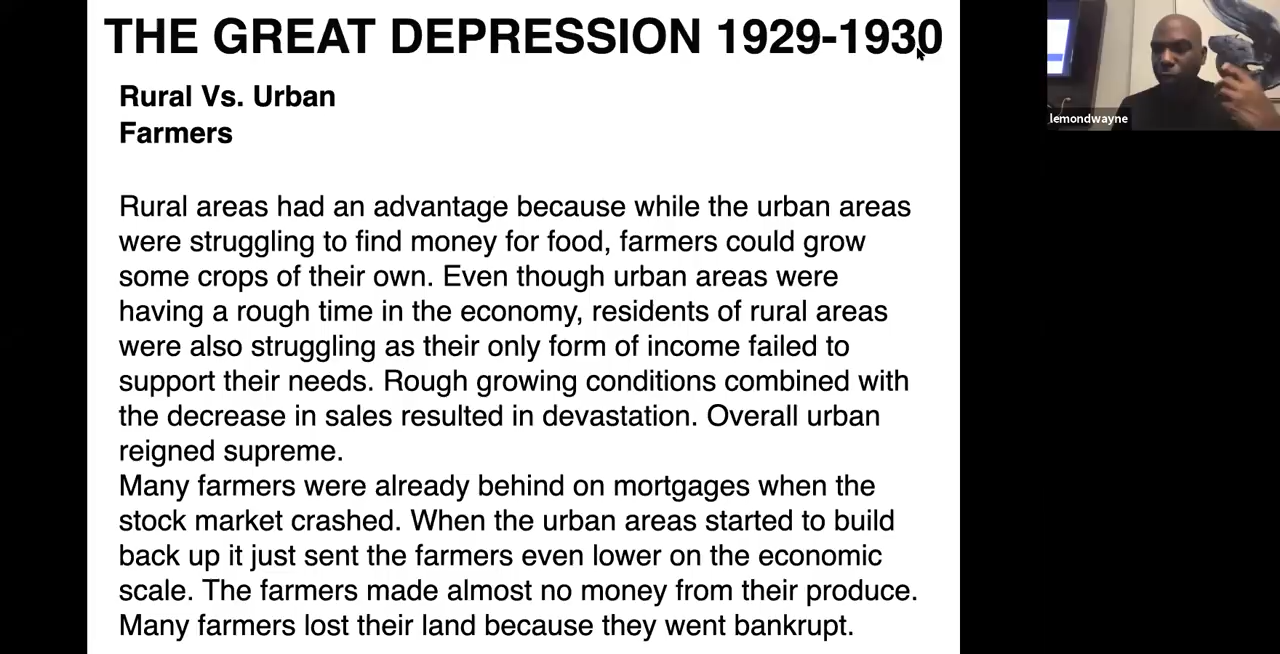 THE GREAT DEPRESSION 1929-1930
Rural Vs. Urban
Farmers
Rural areas had an advantage because while the urban areas
were struggling to find money for food, farmers could grow
some crops of their own. Even though urban areas were
having a rough time in the economy, residents of rural areas
were also struggling as their only form of income failed to
support their needs. Rough growing conditions combined with
the decrease in sales resulted in devastation. Overall urban
reigned supreme.
Many farmers were already behind on mortgages when the
stock market crashed. When the urban areas started to build
back up it just sent the farmers even lower on the economic
scale. The farmers made almost no money from their produce.
Many farmers lost their land because they went bankrupt.
lemondwayne